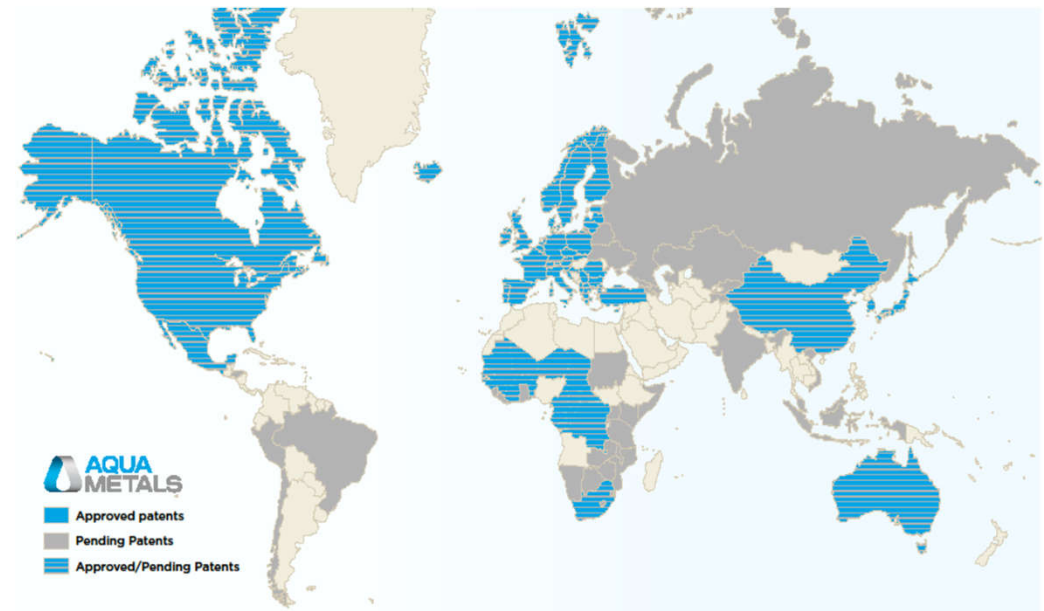 AQUA
METALS
Approved patents
Pending Patents
Approved/Pending Patents